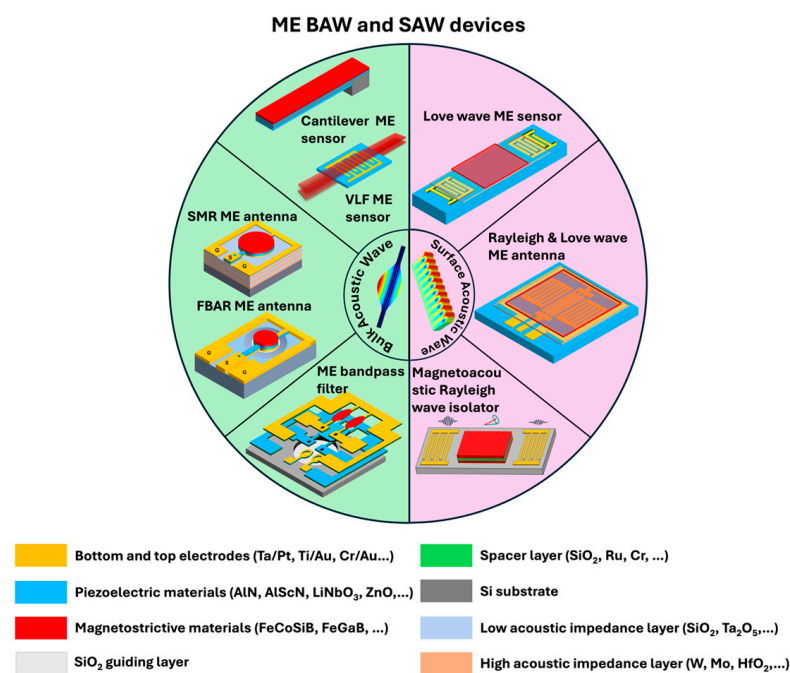 ME BAW and SAW devices
Cantilever ME
sensor
VLF ME
sensor
Love wave ME sensor
SMR ME antenna
G
S
G
FBAR ME antenna
G
S
G
Rayleigh & Love wave
ME antenna
Bulk Acoustic Wave
Surface Acoustic Wave
ME bandpass
filter
Magnetoacou
stic Rayleigh
wave isolator
Bottom and top electrodes (Ta/Pt, Ti/Au, Cr/Au...)
Piezoelectric materials (AlN, AlScN, LiNbO₃, ZnO,...)
Magnetostrictive materials (FeCoSiB, FeGaB, ...)
SiO₂ guiding layer
Spacer layer (SiO₂, Ru, Cr, ...)
Si substrate
Low acoustic impedance layer (SiO₂, Ta₂O₅,...)
High acoustic impedance layer (W, Mo, HfO₂,...)